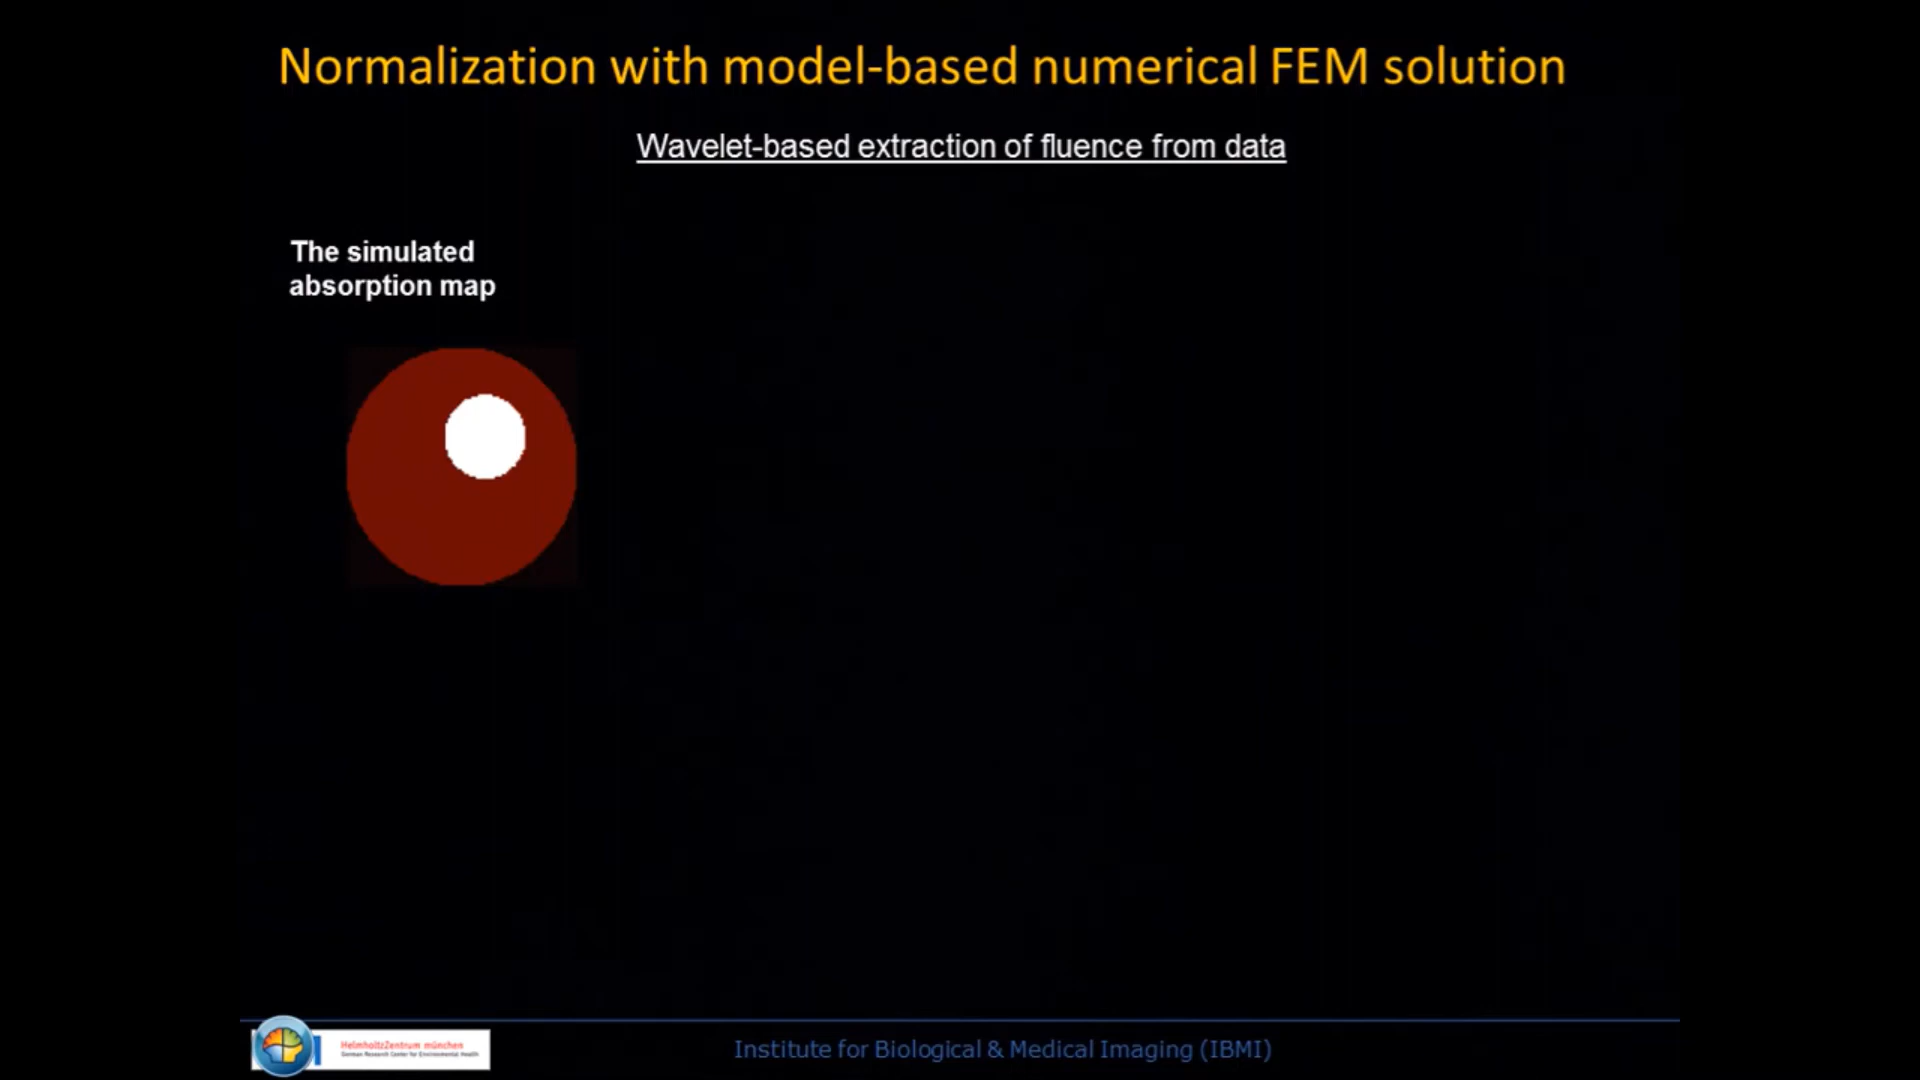 Normalization with model-based numerical FEM solution
Wavelet-based extraction of fluence from data
The simulated
absorption map
HelmholtzZentrum münchen
German Research Center for Environmental Health
Institute for Biological & Medical Imaging (IBMI)